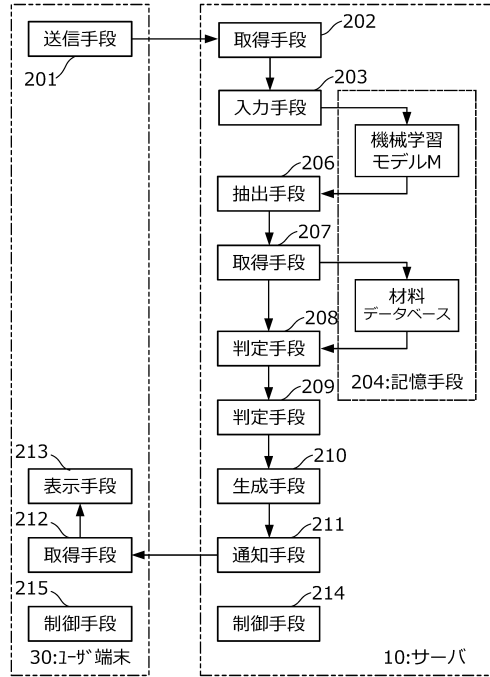 送信手段
201
取得手段
202
入力手段
203
機械学習
モデルM
抽出手段
206
取得手段
207
材料
データベース
判定手段
208
204:記憶手段
判定手段
209
生成手段
210
通知手段
211
表示手段
213
取得手段
212
制御手段
215
制御手段
214
30:ﾕｰｻﾞ端末
10:サーバ